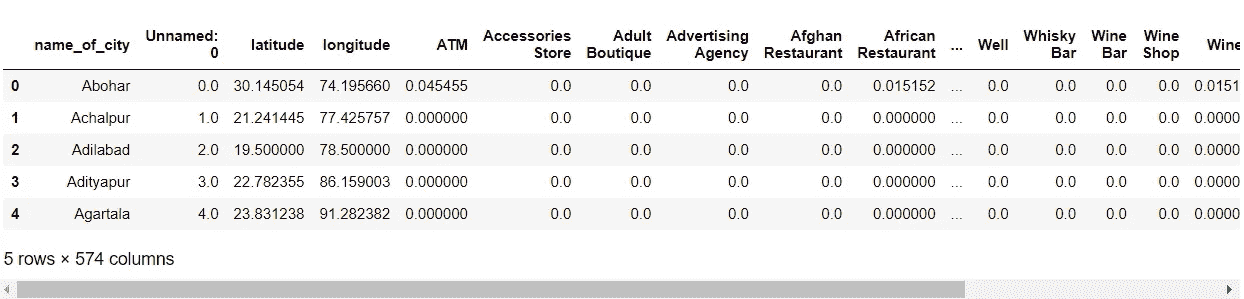 name_of_city Unnamed: 0 latitude longitude ATM Accessories Store Adult Boutique Advertising Agency Afghan Restaurant African Restaurant ... Well Whisky Bar Wine Bar Wine Shop Wine
0 Abohar 0.0 30.145054 74.195660 0.045455 0.0 0.0 0.0 0.0 0.015152 ... 0.0 0.0 0.0 0.0 0.0151
1 Achalpur 1.0 21.241445 77.425757 0.000000 0.0 0.0 0.0 0.0 0.000000 ... 0.0 0.0 0.0 0.0 0.0000
2 Adilabad 2.0 19.500000 78.500000 0.000000 0.0 0.0 0.0 0.0 0.000000 ... 0.0 0.0 0.0 0.0 0.0000
3 Adityapur 3.0 22.782355 86.159003 0.000000 0.0 0.0 0.0 0.0 0.000000 ... 0.0 0.0 0.0 0.0 0.0000
4 Agartala 4.0 23.831238 91.282382 0.000000 0.0 0.0 0.0 0.0 0.000000 ... 0.0 0.0 0.0 0.0 0.0000
5 rows × 574 columns